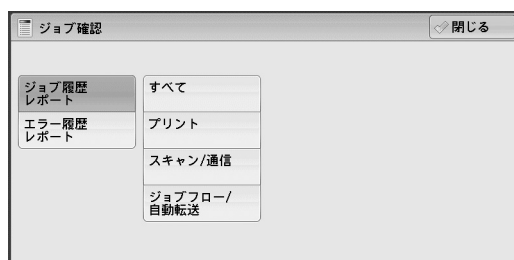 ジョブ確認
閉じる
ジョブ履歴
レポート
エラー履歴
レポート
すべて
プリント
スキャン/通信
ジョブフロー/
自動転送